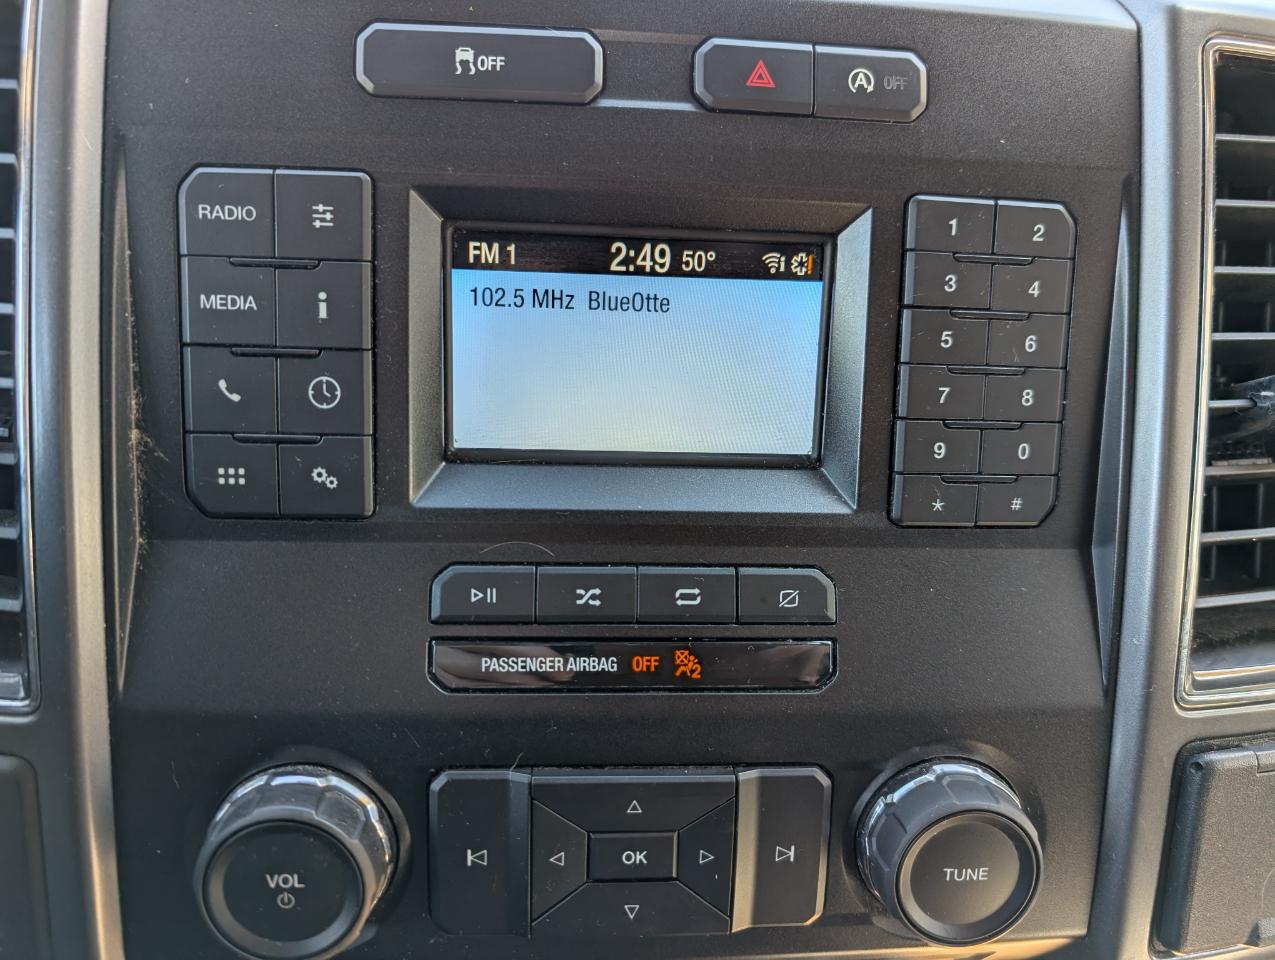 OFF
OFF
RADIO
MEDIA
FM 1 2:49 50° i !
102.5 MHz BlueOtte
i
1 2
3 4
5 6
7 8
9 0
* #
PASSENGER AIRBAG OFF 2
VOL
OK
TUNE
A